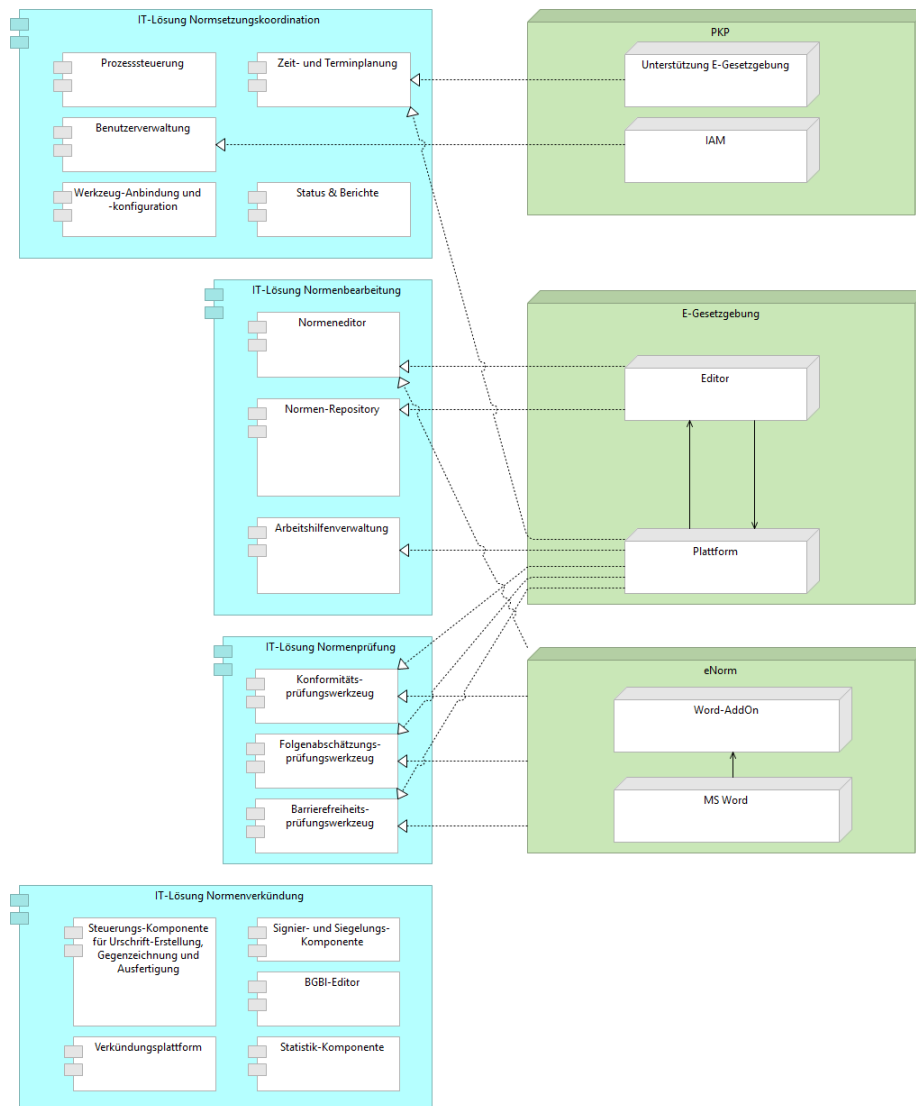 IT-Lösung Normsetzungskoordination
Prozesssteuerung
Zeit- und Terminplanung
Benutzerverwaltung
Werkzeug-Anbindung und
-konfiguration
Status & Berichte
PKP
Unterstützung E-Gesetzgebung
IAM
IT-Lösung Normenbearbeitung
Normeneditor
Normen-Repository
Arbeitshilfenverwaltung
E-Gesetzgebung
Editor
Plattform
IT-Lösung Normenprüfung
Konformitäts-
prüfungswerkzeug
Folgenabschätzungs-
prüfungswerkzeug
Barrierefreiheits-
prüfungswerkzeug
eNorm
Word-AddOn
MS Word
IT-Lösung Normenverkündung
Steuerungs-Komponente
für Urschrift-Erstellung,
Gegenzeichnung und
Ausfertigung
Signier- und Siegelungs-
Komponente
BGBl-Editor
Verkündungsplattform
Statistik-Komponente